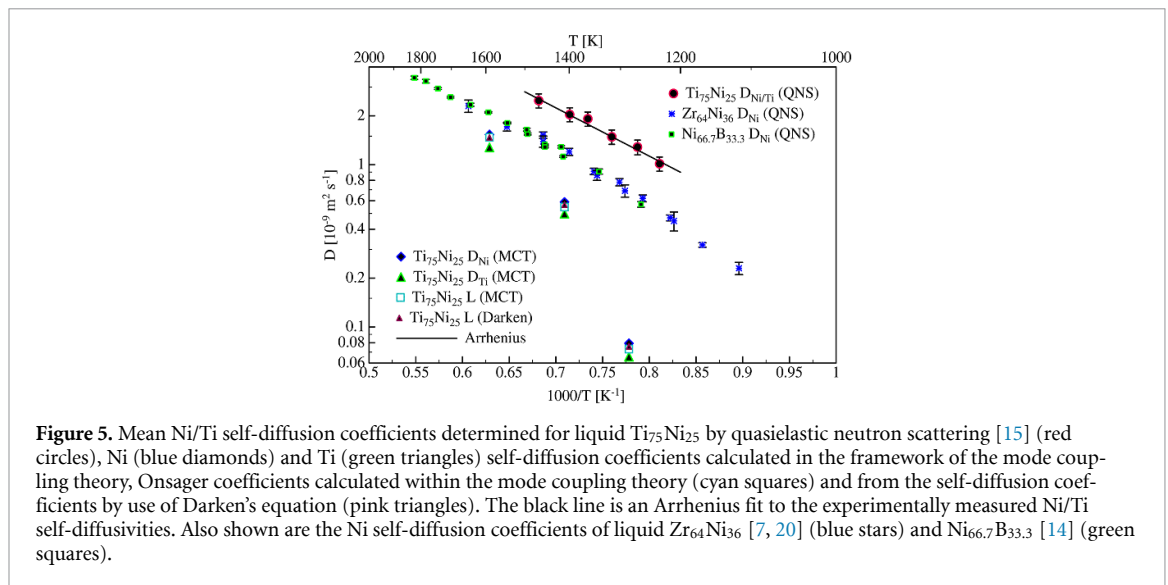 T [K]
2000 1800 1600 1400 1200 1000
Ti₇₅Ni₂₅ D_Ni/Ti (QNS)
Zr₆₄Ni₃₆ D_Ni (QNS)
Ni₆₆.₇B₃₃.₃ D_Ni (QNS)
2
1
0.8
0.6
0.4
0.2
0.1
0.08
0.06
D [10⁻⁹ m² s⁻¹]
Ti₇₅Ni₂₅ D_Ni (MCT)
Ti₇₅Ni₂₅ D_Ti (MCT)
Ti₇₅Ni₂₅ L (MCT)
Ti₇₅Ni₂₅ L (Darken)
Arrhenius
0.5 0.55 0.6 0.65 0.7 0.75 0.8 0.85 0.9 0.95 1
1000/T [K⁻¹]
Figure 5. Mean Ni/Ti self-diffusion coefficients determined for liquid Ti₇₅Ni₂₅ by quasielastic neutron scattering [15] (red
circles), Ni (blue diamonds) and Ti (green triangles) self-diffusion coefficients calculated in the framework of the mode coup-
ling theory, Onsager coefficients calculated within the mode coupling theory (cyan squares) and from the self-diffusion coef-
ficients by use of Darken's equation (pink triangles). The black line is an Arrhenius fit to the experimentally measured Ni/Ti
self-diffusivities. Also shown are the Ni self-diffusion coefficients of liquid Zr₆₄Ni₃₆ [7, 20] (blue stars) and Ni₆₆.₇B₃₃.₃ [14] (green
squares).